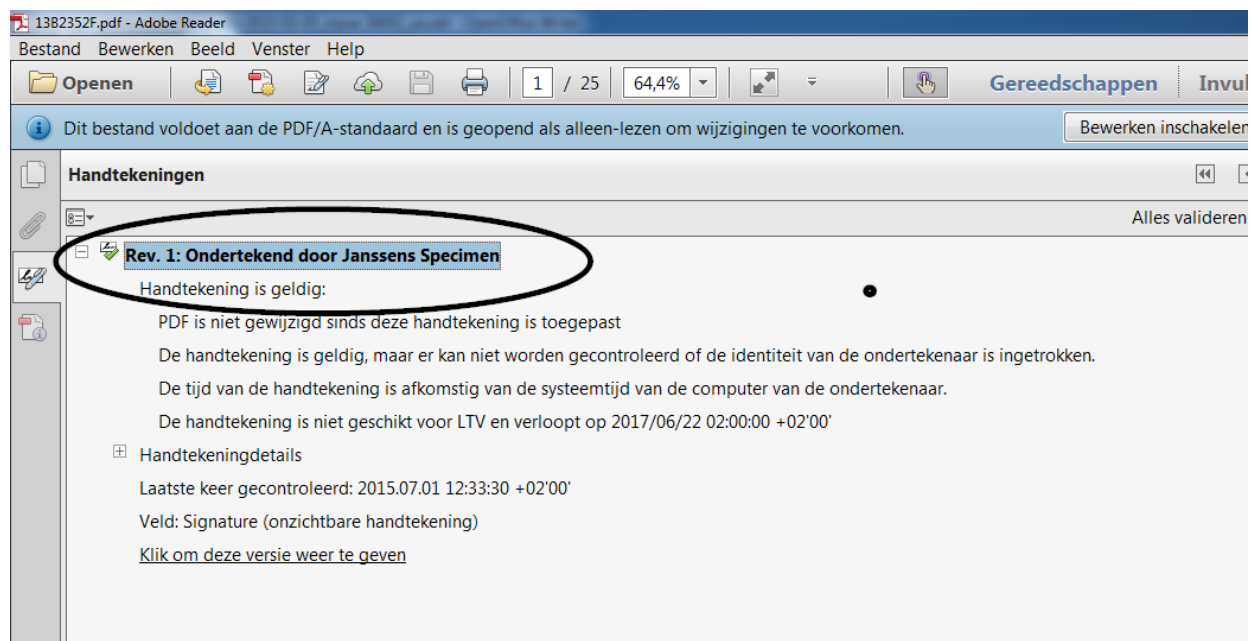 13B2352F.pdf - Adobe Reader
Bestand Bewerken Beeld Venster Help
Openen 1 / 25 64,4% Gereedschappen Invul
Dit bestand voldoet aan de PDF/A-standaard en is geopend als alleen-lezen om wijzigingen te voorkomen. Bewerken inschakelen
Handtekeningen
Alles valideren
Rev. 1: Ondertekend door Janssens Specimen
Handtekening is geldig:
PDF is niet gewijzigd sinds deze handtekening is toegepast
De handtekening is geldig, maar er kan niet worden gecontroleerd of de identiteit van de ondertekenaar is ingetrokken.
De tijd van de handtekening is afkomstig van de systeemtijd van de computer van de ondertekenaar.
De handtekening is niet geschikt voor LTV en verloopt op 2017/06/22 02:00:00 +02'00'
Handtekeningdetails
Laatste keer gecontroleerd: 2015.07.01 12:33:30 +02'00'
Veld: Signature (onzichtbare handtekening)
Klik om deze versie weer te geven